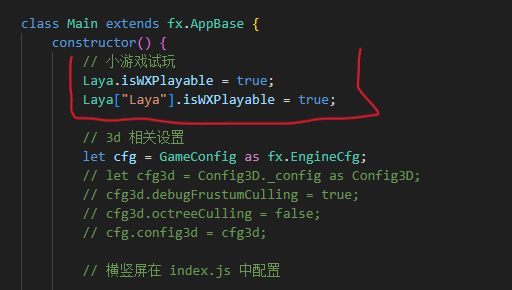 class Main extends fx.AppBase {
constructor() {
// 小游戏试玩
Laya.isWXPlayable = true;
Laya["Laya"].isWXPlayable = true;
// 3d 相关设置
let cfg = GameConfig as fx.EngineCfg;
// let cfg3d = Config3D._config as Config3D;
// cfg3d.debugFrustumCulling = true;
// cfg3d.octreeCulling = false;
// cfg.config3d = cfg3d;
// 横竖屏在 index.js 中配置